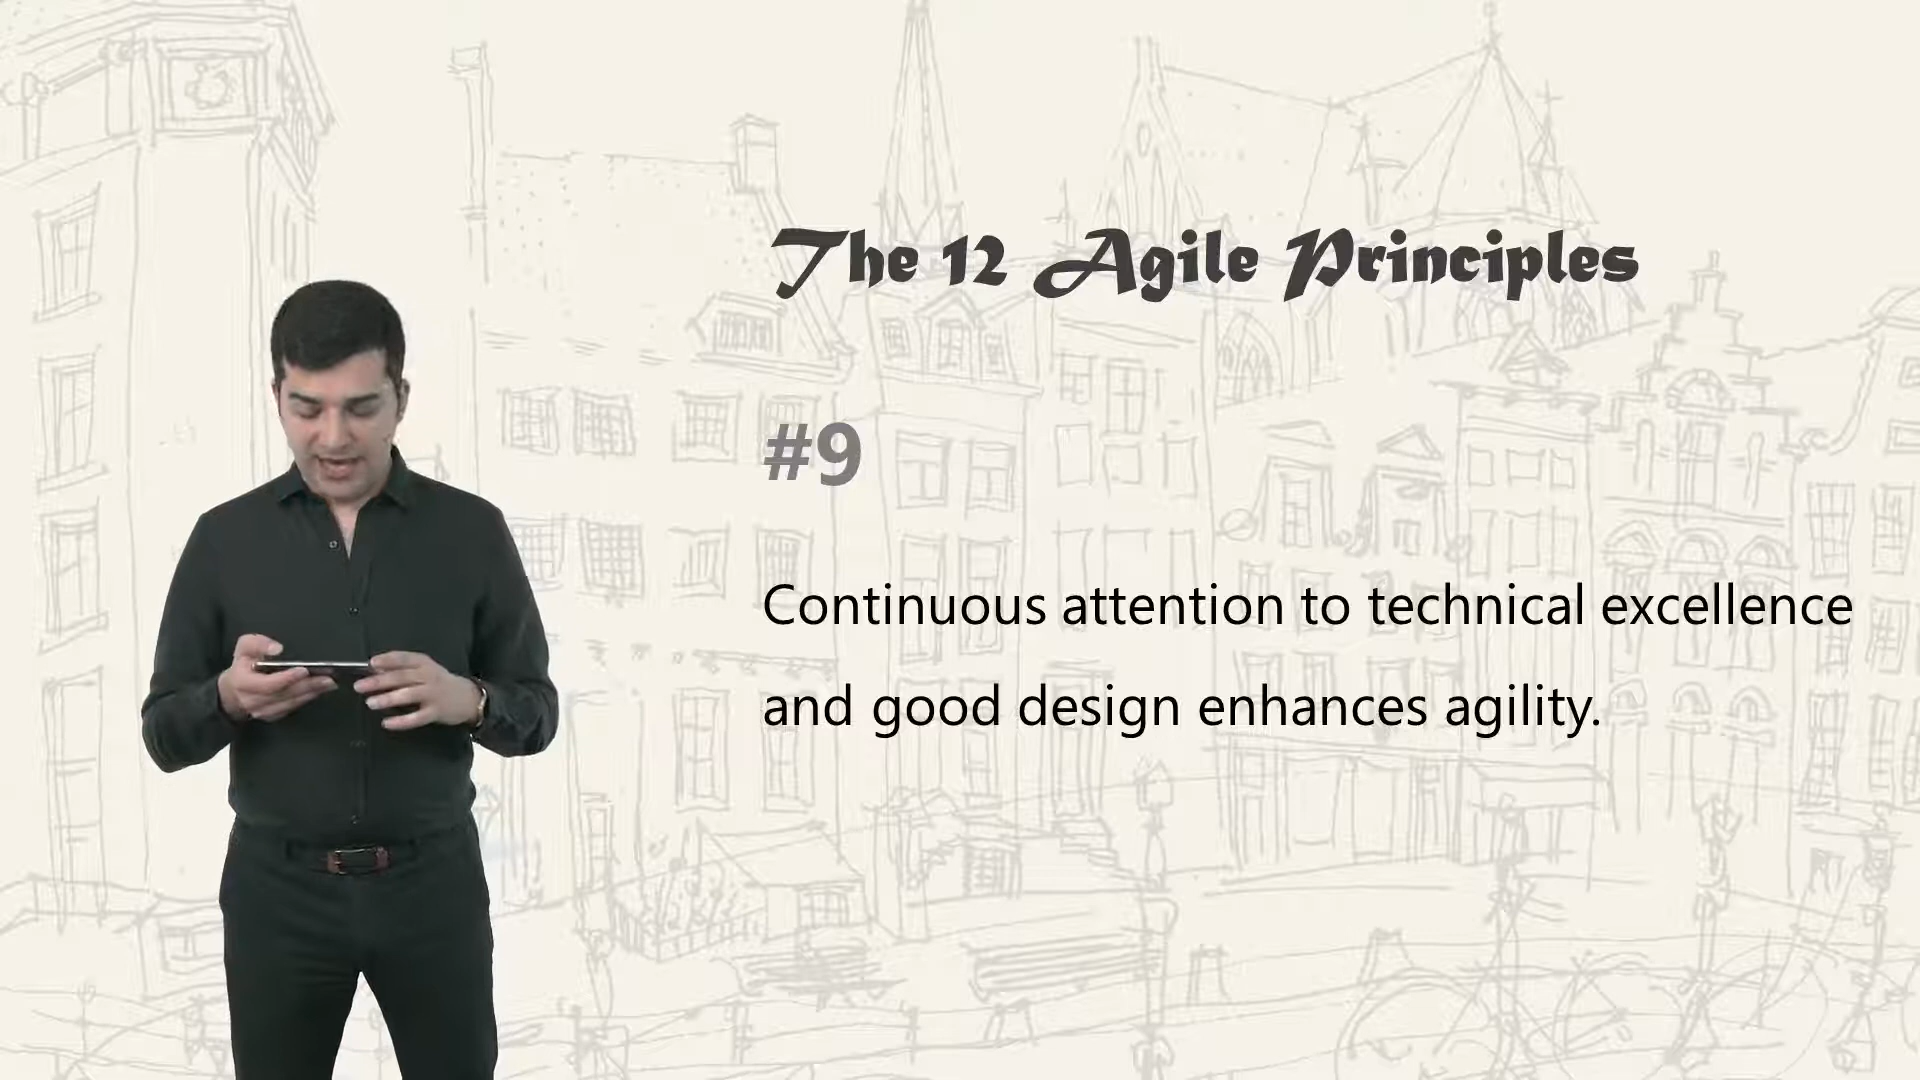 The 12 Agile Principles
#9
Continuous attention to technical excellence
and good design enhances agility.